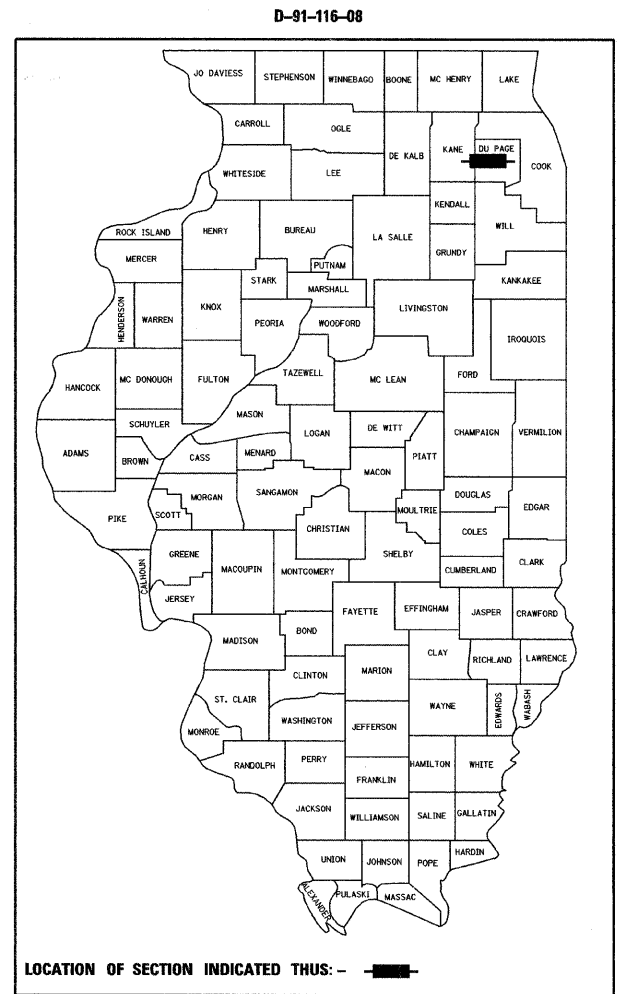 D-91-116-08
JO DAVIESS
STEPHENSON
WINNEBAGO
BOONE
MC HENRY
LAKE
CARROLL
OGLE
DE KALB
KANE
DU PAGE
COOK
WHITESIDE
LEE
KENDALL
WILL
ROCK ISLAND
HENRY
BUREAU
LA SALLE
GRUNDY
MERCER
PUTNAM
KANKAKEE
STARK
MARSHALL
HENDERSON
WARREN
KNOX
PEORIA
WOODFORD
LIVINGSTON
IROQUOIS
HANCOCK
MC DONOUGH
FULTON
TAZEWELL
MC LEAN
FORD
SCHUYLER
MASON
LOGAN
DE WITT
CHAMPAIGN
VERMILION
ADAMS
BROWN
CASS
MENARD
PIATT
MACON
PIKE
SCOTT
MORGAN
SANGAMON
MOULTRIE
DOUGLAS
EDGAR
CHRISTIAN
COLES
CALHOUN
GREENE
MACOUPIN
MONTGOMERY
SHELBY
CUMBERLAND
CLARK
JERSEY
FAYETTE
EFFINGHAM
JASPER
CRAWFORD
MADISON
BOND
CLAY
RICHLAND
LAWRENCE
CLINTON
MARION
ST. CLAIR
WAYNE
EDWARDS
WABASH
WASHINGTON
JEFFERSON
MONROE
RANDOLPH
PERRY
HAMILTON
WHITE
FRANKLIN
JACKSON
WILLIAMSON
SALINE
GALLATIN
UNION
JOHNSON
POPE
HARDIN
ALEXANDER
PULASKI
MASSAC
LOCATION OF SECTION INDICATED THUS: -